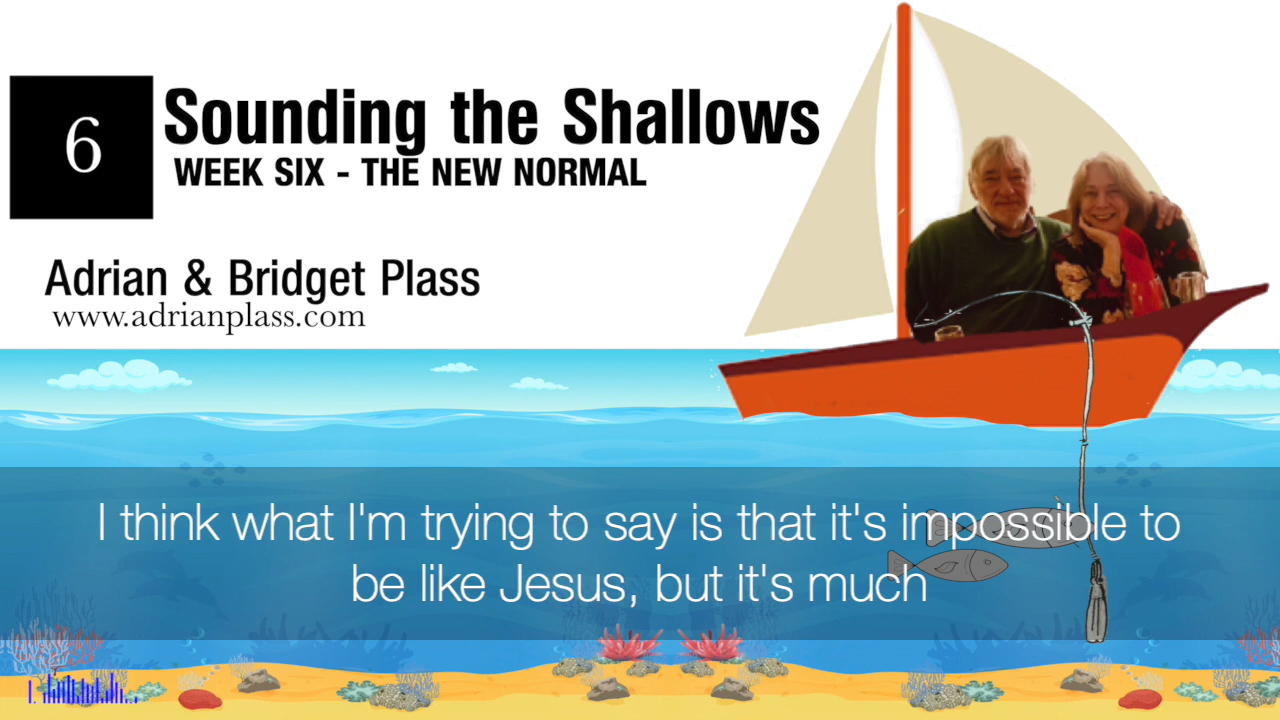 6
Sounding the Shallows
WEEK SIX - THE NEW NORMAL
Adrian & Bridget Plass
www.adrianplass.com
I think what I'm trying to say is that it's impossible to
be like Jesus, but it's much